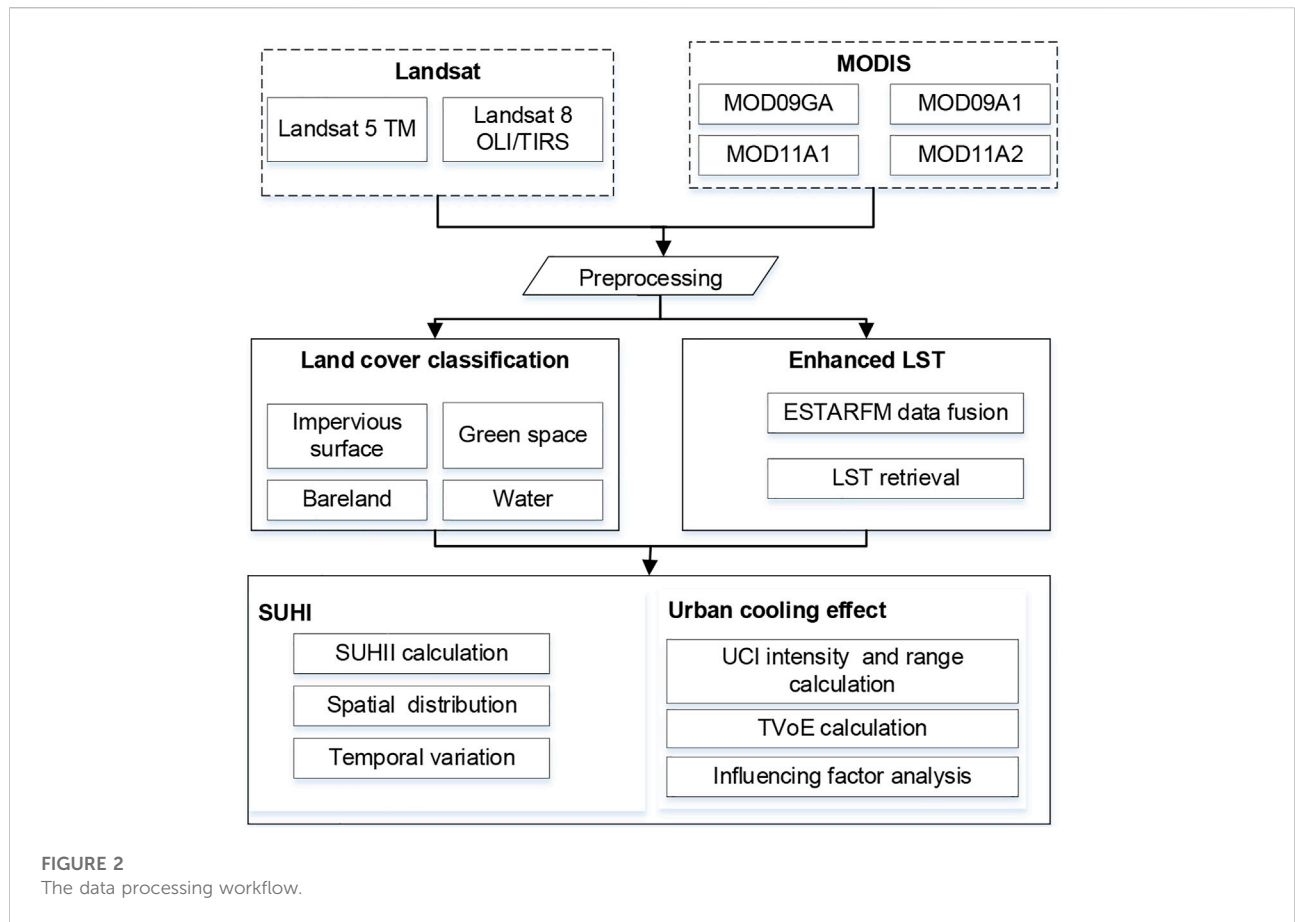 Landsat
Landsat 5 TM
Landsat 8
OLI/TIRS
MODIS
MOD09GA
MOD09A1
MOD11A1
MOD11A2
Preprocessing
Land cover classification
Impervious
surface
Green space
Bareland
Water
Enhanced LST
ESTARFM data fusion
LST retrieval
SUHI
SUHII calculation
Spatial distribution
Temporal variation
Urban cooling effect
UCI intensity and range
calculation
TVoE calculation
Influencing factor analysis
FIGURE 2
The data processing workflow.